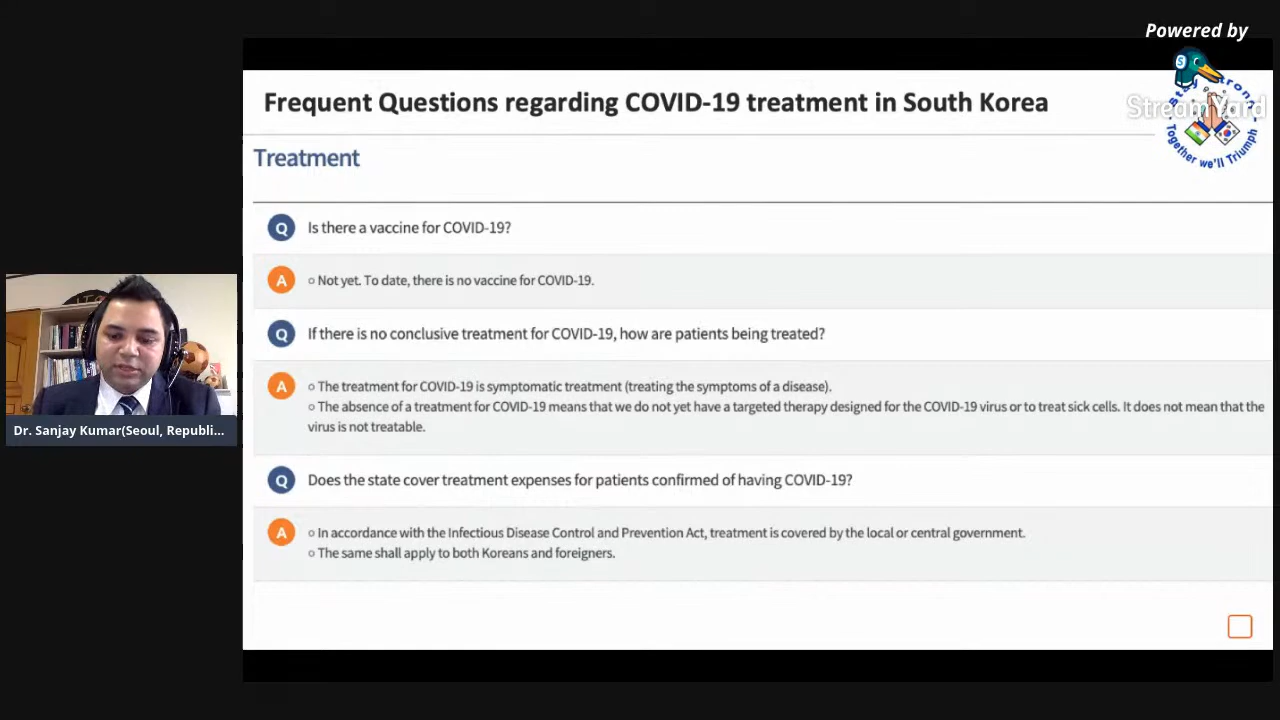 Powered by
StreamYard
Frequent Questions regarding COVID-19 treatment in South Korea
Stay Strong
Together we'll Triumph
Treatment
Q Is there a vaccine for COVID-19?
A o Not yet. To date, there is no vaccine for COVID-19.
Q If there is no conclusive treatment for COVID-19, how are patients being treated?
A o The treatment for COVID-19 is symptomatic treatment (treating the symptoms of a disease).
o The absence of a treatment for COVID-19 means that we do not yet have a targeted therapy designed for the COVID-19 virus or to treat sick cells. It does not mean that the
virus is not treatable.
Q Does the state cover treatment expenses for patients confirmed of having COVID-19?
A o In accordance with the Infectious Disease Control and Prevention Act, treatment is covered by the local or central government.
o The same shall apply to both Koreans and foreigners.
Dr. Sanjay Kumar(Seoul, Republi...